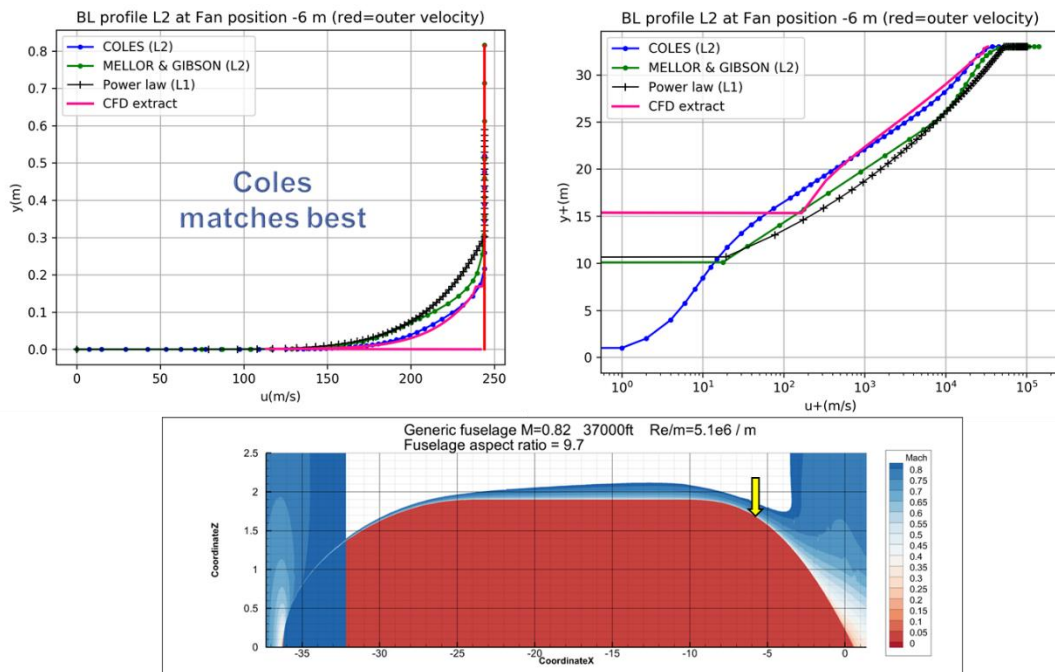 BL profile L2 at Fan position -6 m (red=outer velocity)
COLES (L2)
MELLOR & GIBSON (L2)
Power law (L1)
CFD extract
Coles
matches best
y(m)
0.8
0.7
0.6
0.5
0.4
0.3
0.2
0.1
0.0
0
50
100
150
200
250
u(m/s)
BL profile L2 at Fan position -6 m (red=outer velocity)
COLES (L2)
MELLOR & GIBSON (L2)
Power law (L1)
CFD extract
y+(m)
30
25
20
15
10
5
0
10⁰
10¹
10²
10³
10⁴
10⁵
u+(m/s)
Generic fuselage M=0.82 37000ft Re/m=5.1e6 / m
Fuselage aspect ratio = 9.7
CoordinateZ
2.5
2
1.5
1
0.5
0
-35
-30
-25
-20
-15
-10
-5
0
CoordinateX
Mach
0.8
0.75
0.7
0.65
0.6
0.55
0.5
0.45
0.4
0.35
0.3
0.25
0.2
0.15
0.1
0.05
0